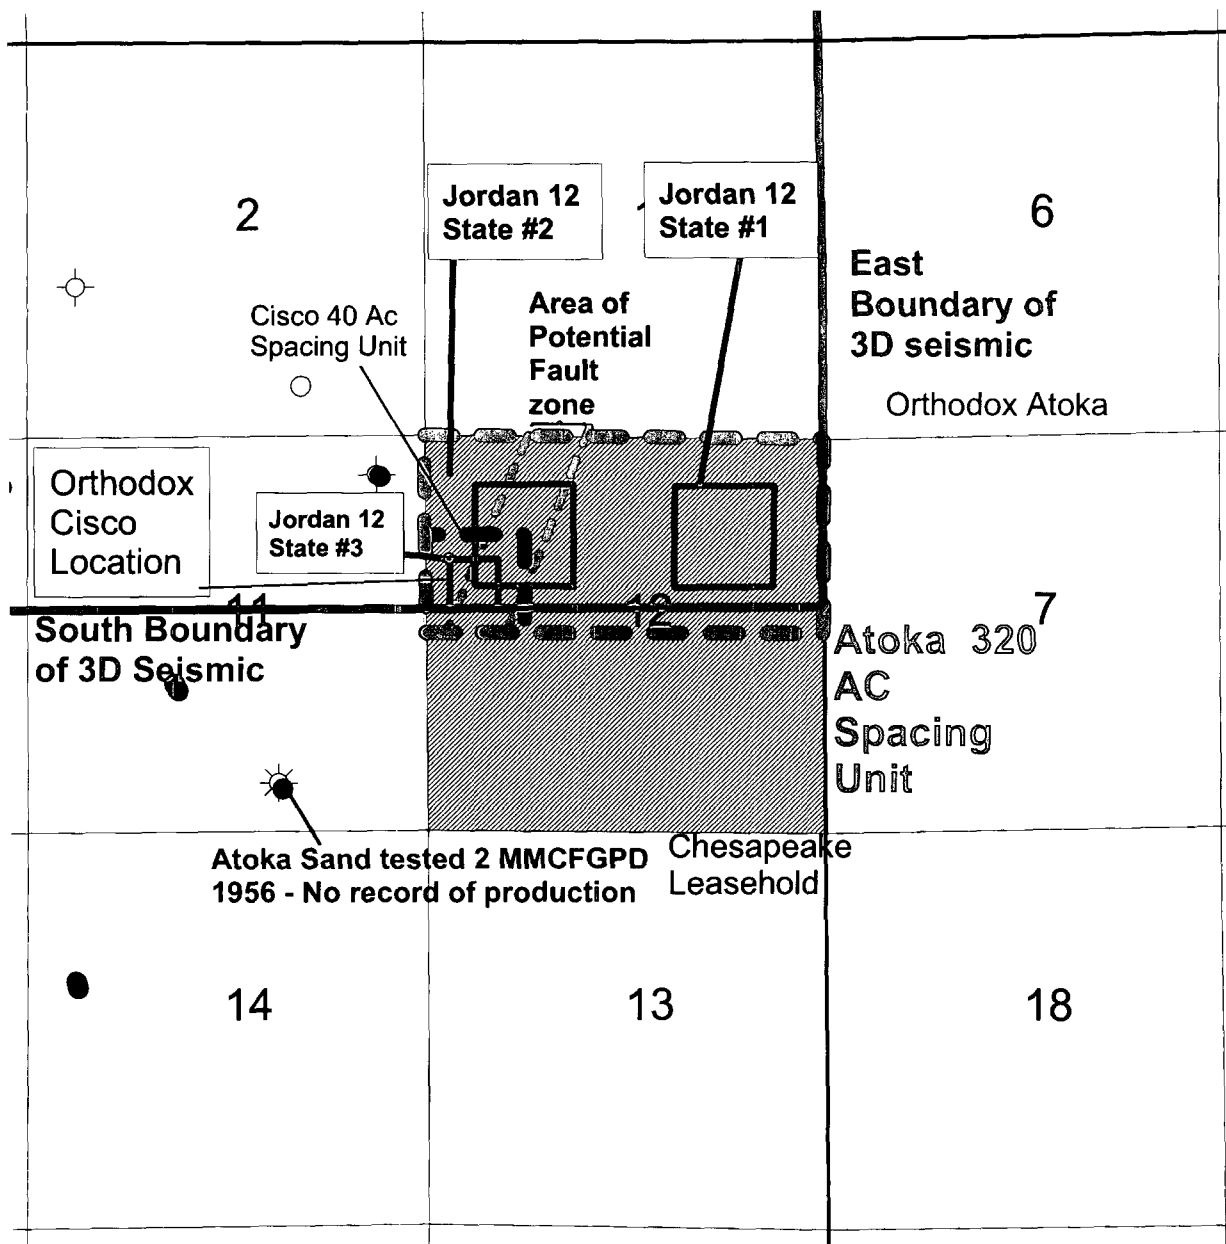 2
Jordan 12
State #2
Jordan 12
State #1
6
East
Boundary of
3D seismic
Cisco 40 Ac
Spacing Unit
Area of
Potential
Fault
zone
Orthodox Atoka
Orthodox
Cisco
Location
Jordan 12
State #3
11
12
7
South Boundary
of 3D Seismic
Atoka 320
AC
Spacing
Unit
Atoka Sand tested 2 MMCFGPD
1956 - No record of production
Chesapeake
Leasehold
14
13
18